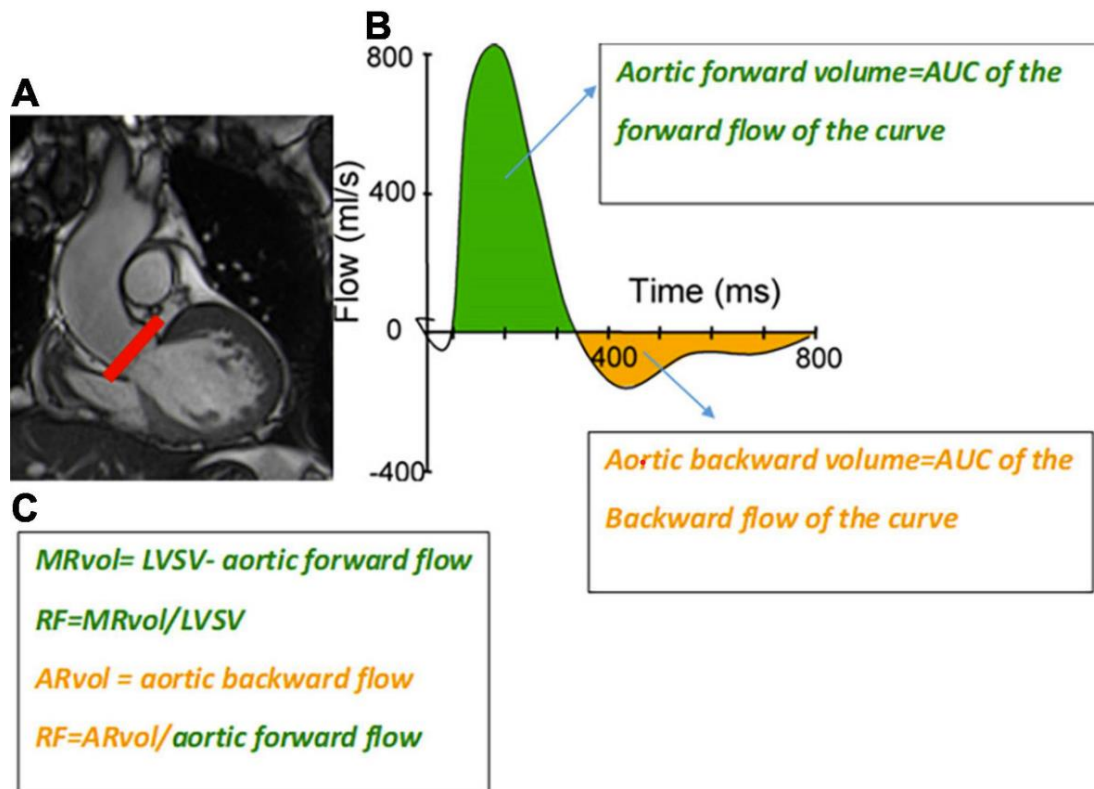 A
B
800
400
0
-400
Flow (ml/s)
Time (ms)
400
800
Aortic forward volume=AUC of the
forward flow of the curve
Aortic backward volume=AUC of the
Backward flow of the curve
C
MRvol= LVSV- aortic forward flow
RF=MRvol/LVSV
ARvol = aortic backward flow
RF=ARvol/aortic forward flow